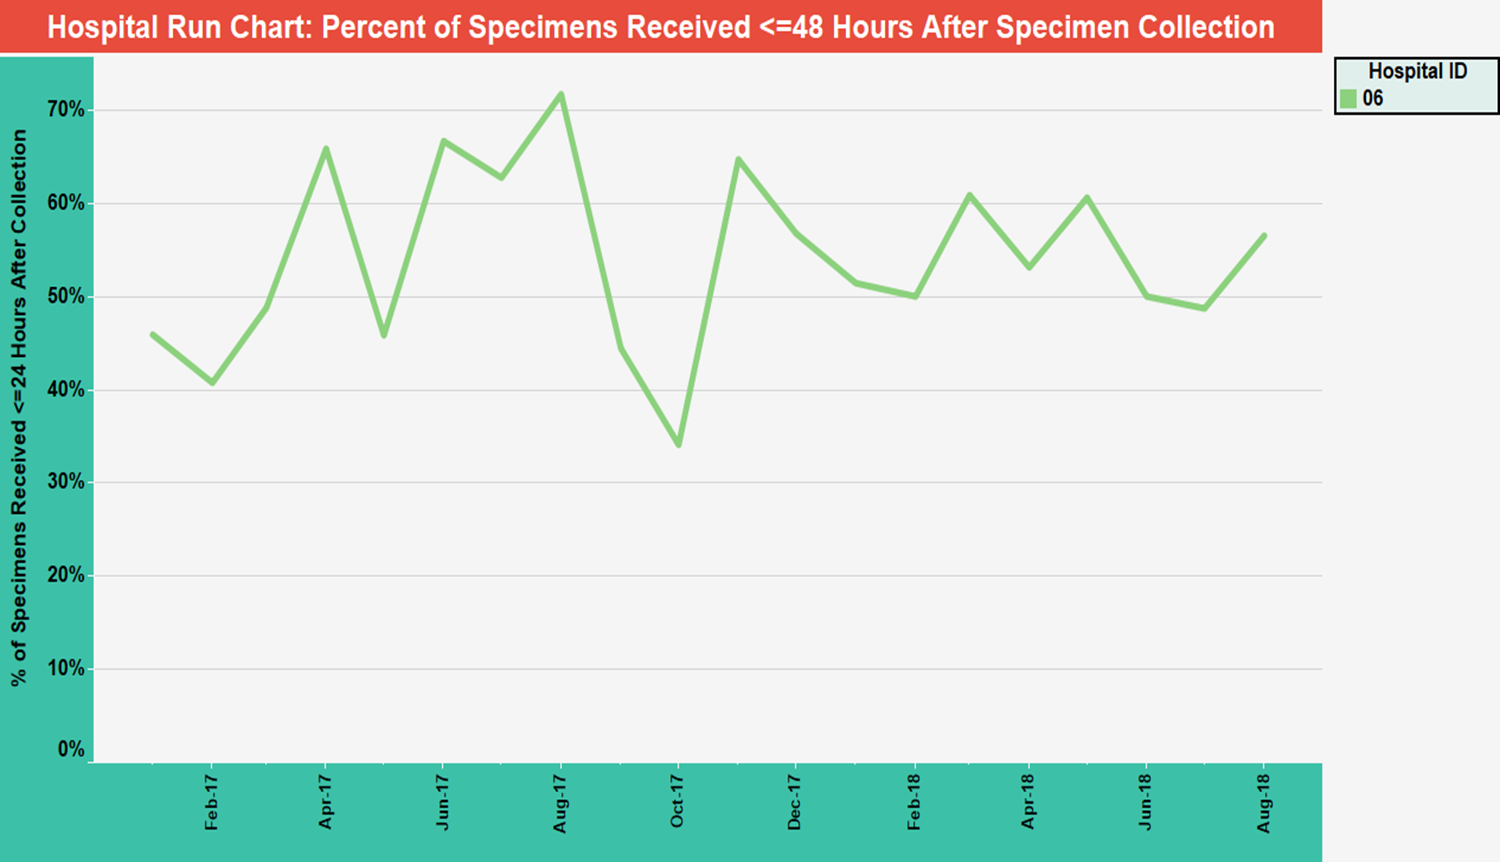 Hospital Run Chart: Percent of Specimens Received <=48 Hours After Specimen Collection
Hospital ID
06
% of Specimens Received <=24 Hours After Collection
70%
60%
50%
40%
30%
20%
10%
0%
Feb-17
Apr-17
Jun-17
Aug-17
Oct-17
Dec-17
Feb-18
Apr-18
Jun-18
Aug-18